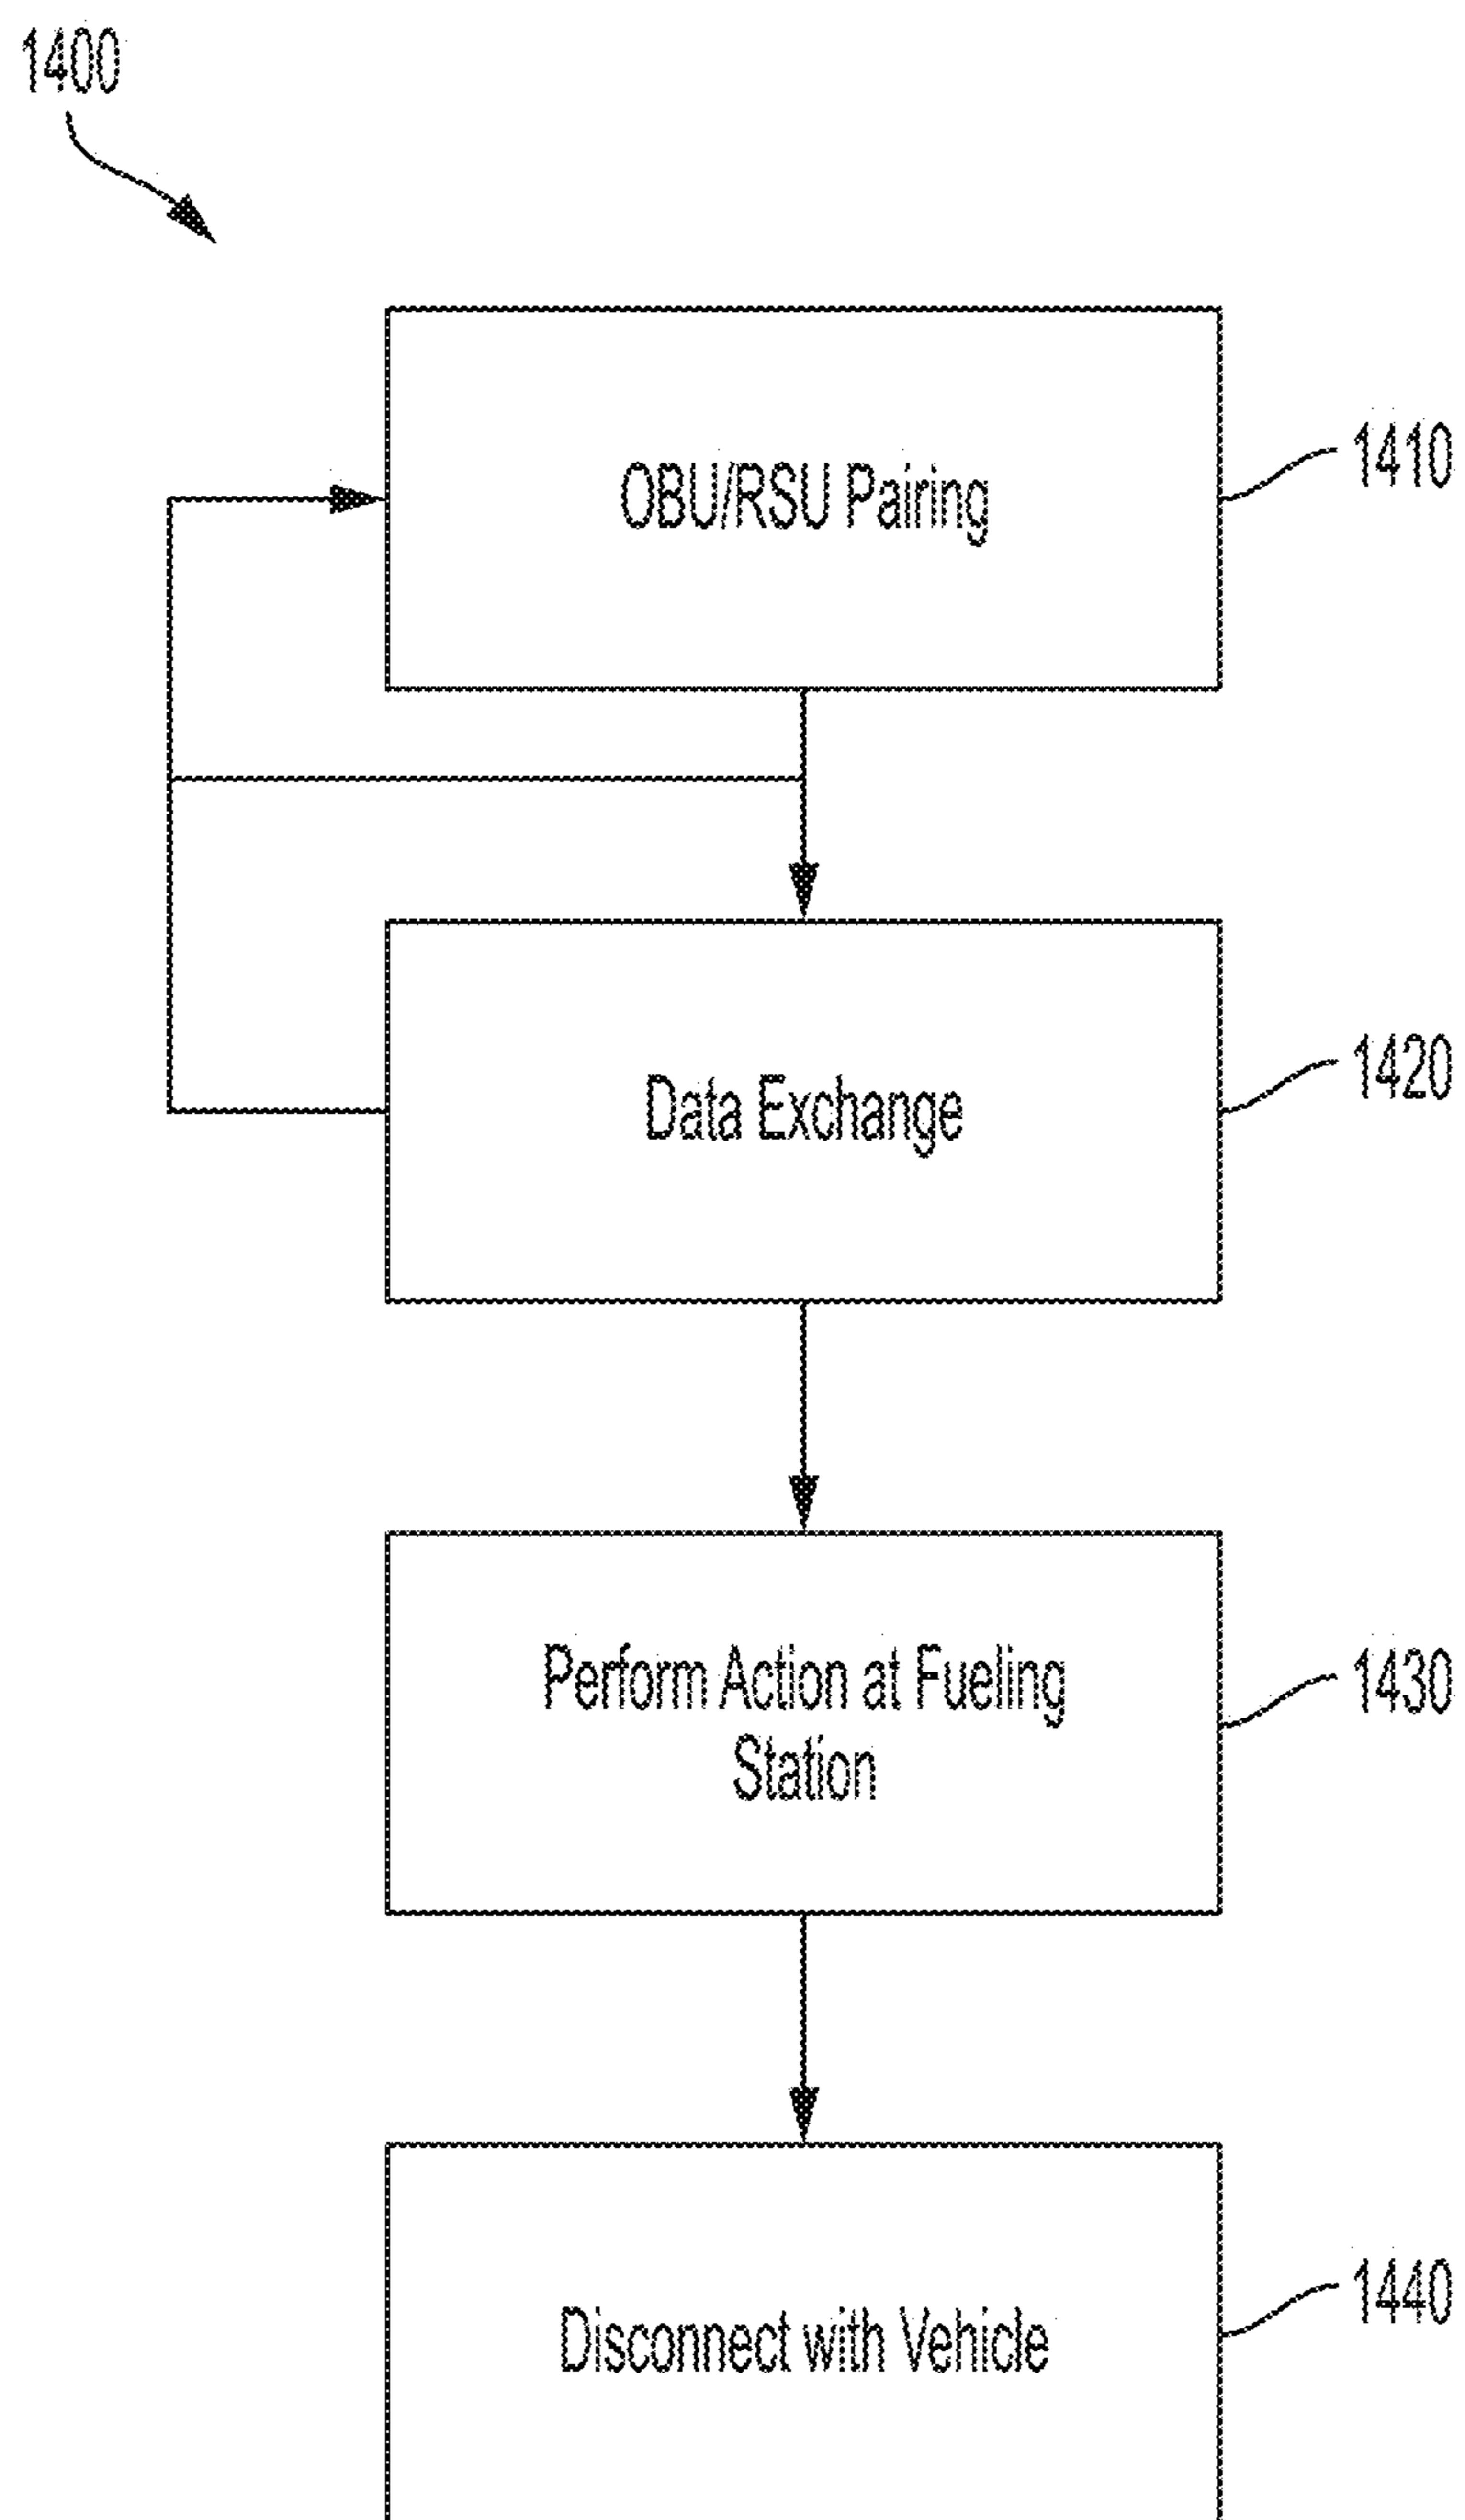 1400
OBU/RSU Pairing
1410
Data Exchange
1420
Perform Action at Fueling
Station
1430
Disconnect with Vehicle
1440